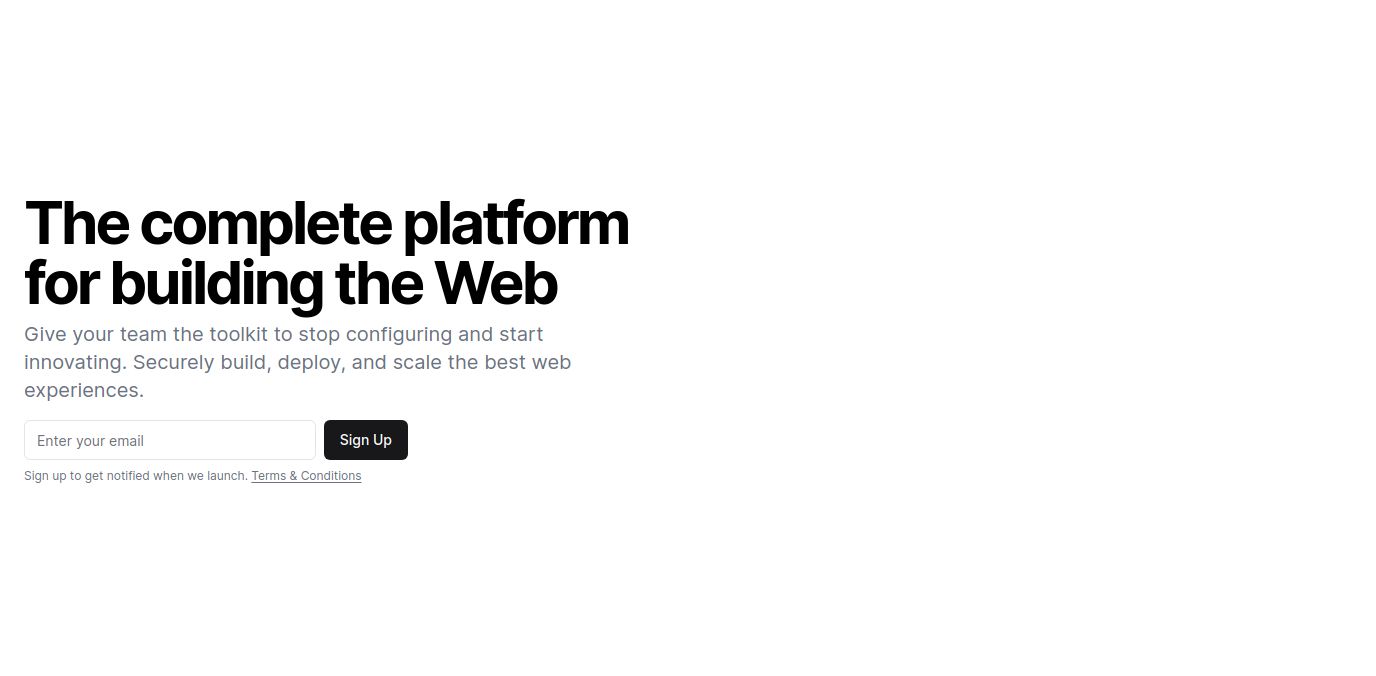 The complete platform
for building the Web
Give your team the toolkit to stop configuring and start
innovating. Securely build, deploy, and scale the best web
experiences.
Enter your email
Sign Up
Sign up to get notified when we launch. Terms & Conditions